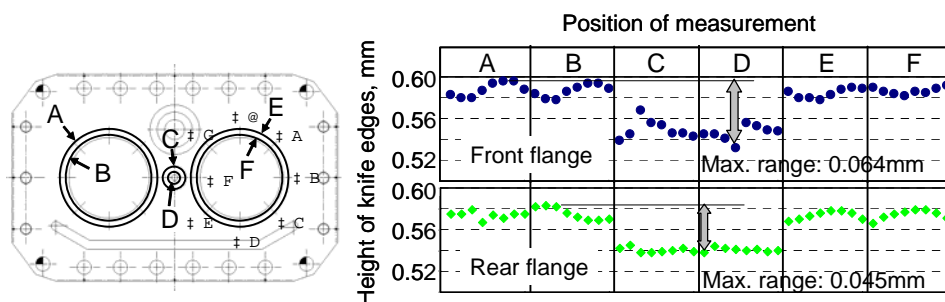 Position of measurement
Height of knife edges, mm
A B C D E F
0.60
0.56
0.52
Front flange
Max. range: 0.064mm
0.60
0.56
0.52
Rear flange
Max. range: 0.045mm
A
B
C
D
E
F
‡ @
‡ A
‡ B
‡ C
‡ D
‡ E
‡ F
‡ G